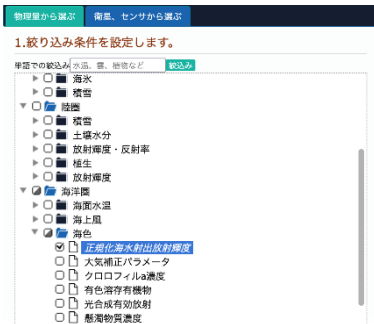 物理量から選ぶ 衛星、センサから選ぶ
1.絞り込み条件を設定します。
単語での絞込み 水温、雲、植物など 絞込み
海氷
積雪
陸圏
積雪
土壌水分
放射輝度・反射率
植生
放射輝度
海洋圏
海面水温
海上風
海色
正規化海水射出放射輝度
大気補正パラメータ
クロロフィルa濃度
有色溶存有機物
光合成有効放射
懸濁物質濃度